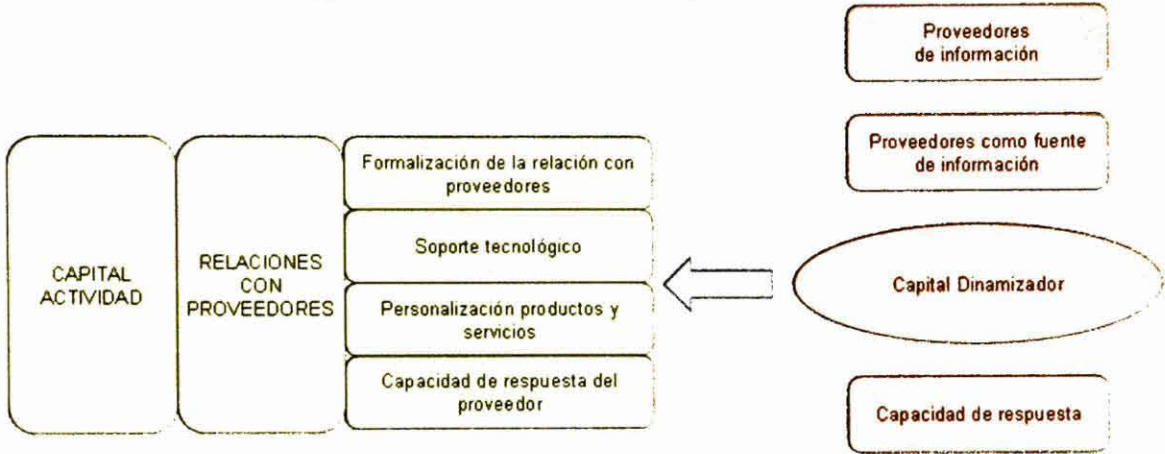 CAPITAL
ACTIVIDAD
RELACIONES
CON
PROVEEDORES
Formalización de la relación con
proveedores
Soporte tecnológico
Personalización productos y
servicios
Capacidad de respuesta del
proveedor
Proveedores
de información
Proveedores como fuente
de información
Capital Dinamizador
Capacidad de respuesta